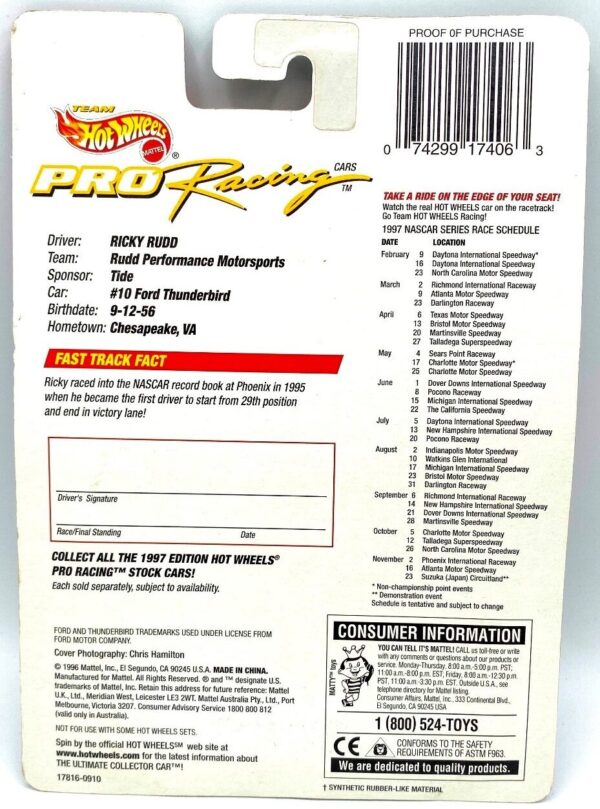 PROOF OF PURCHASE
0 74299 17406 3
TEAM
Hot Wheels
MATTEL
®
PRO Racing CARS ™
Driver: RICKY RUDD
Team: Rudd Performance Motorsports
Sponsor: Tide
Car: #10 Ford Thunderbird
Birthdate: 9-12-56
Hometown: Chesapeake, VA
FAST TRACK FACT
Ricky raced into the NASCAR record book at Phoenix in 1995
when he became the first driver to start from 29th position
and end in victory lane!
Driver's Signature
Race/Final Standing Date
COLLECT ALL THE 1997 EDITION HOT WHEELS®
PRO RACING™ STOCK CARS!
Each sold separately, subject to availability.
FORD AND THUNDERBIRD TRADEMARKS USED UNDER LICENSE FROM
FORD MOTOR COMPANY.
Cover Photography: Chris Hamilton
© 1996 Mattel, Inc., El Segundo, CA 90245 U.S.A. MADE IN CHINA.
Manufactured for Mattel. All Rights Reserved. ® and ™ designate U.S.
trademarks of Mattel, Inc. Retain this address for future reference: Mattel
U.K., Ltd., Meridian West, Leicester LE3 2WT. Mattel Australia Pty., Ltd., Port
Melbourne, Victoria 3207. Consumer Advisory Service 1800 800 812
(valid only in Australia).
NOT FOR USE WITH SOME HOT WHEELS SETS.
Spin by the official HOT WHEELS℠ web site at
www.hotwheels.com for the latest information about
THE ULTIMATE COLLECTOR CAR™!
17816-0910
TAKE A RIDE ON THE EDGE OF YOUR SEAT!
Watch the real HOT WHEELS car on the racetrack!
Go Team HOT WHEELS Racing!
1997 NASCAR SERIES RACE SCHEDULE
DATE LOCATION
February 9 Daytona International Speedway*
16 Daytona International Speedway
23 North Carolina Motor Speedway
March 2 Richmond International Raceway
9 Atlanta Motor Speedway
23 Darlington Raceway
April 6 Texas Motor Speedway
13 Bristol Motor Speedway
20 Martinsville Speedway
27 Talladega Superspeedway
May 4 Sears Point Raceway
17 Charlotte Motor Speedway*
25 Charlotte Motor Speedway
June 1 Dover Downs International Speedway
8 Pocono Raceway
15 Michigan International Speedway
22 The California Speedway
July 5 Daytona International Speedway
13 New Hampshire International Speedway
20 Pocono Raceway
August 2 Indianapolis Motor Speedway
10 Watkins Glen International
17 Michigan International Speedway
23 Bristol Motor Speedway
31 Darlington Raceway
September 6 Richmond International Raceway
14 New Hampshire International Speedway
21 Dover Downs International Speedway
28 Martinsville Speedway
October 5 Charlotte Motor Speedway
12 Talladega Superspeedway
26 North Carolina Motor Speedway
November 2 Phoenix International Raceway
16 Atlanta Motor Speedway
23 Suzuka (Japan) Circuitland**
* Non-championship point events
** Demonstration event
Schedule is tentative and subject to change
CONSUMER INFORMATION
MATTY™ Toys
YOU CAN TELL IT'S MATTEL! CALL us toll-free or write
with any comments or questions about our products or
service. Monday-Thursday, 8:00 a.m.-5:00 p.m. PST;
11:00 a.m.-8:00 p.m. EST, Friday, 8:00 a.m.-12:30 p.m.
PST, 11:00 a.m.-3:30 p.m. EST. Outside U.S.A., see
telephone directory for Mattel listing.
Consumer Affairs, Mattel, Inc., 333 Continental Blvd.,
El Segundo, CA 90245 USA
1 (800) 524-TOYS
CE CONFORMS TO THE SAFETY
REQUIREMENTS OF ASTM F963.
We are dedicated to quality products.
† SYNTHETIC RUBBER-LIKE MATERIAL